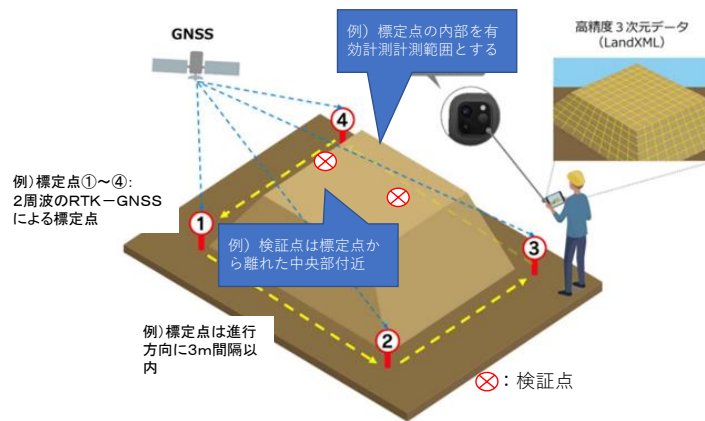 GNSS
例）標定点の内部を有
効計測計測範囲とする
高精度３次元データ
（LandXML）
4
例）標定点①～④：
２周波のRTK－GNSS
による標定点
1
例）検証点は標定点か
ら離れた中央部付近
3
例）標定点は進行
方向に3ｍ間隔以
内
2
：検証点